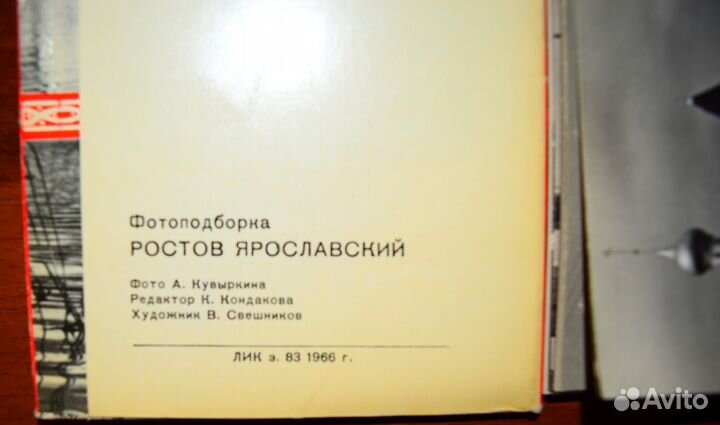 Фотоподборка
РОСТОВ ЯРОСЛАВСКИЙ
Фото А. Кувыркина
Редактор К. Кондакова
Художник В. Свешников
ЛИК з. 83 1966 г.
Avito